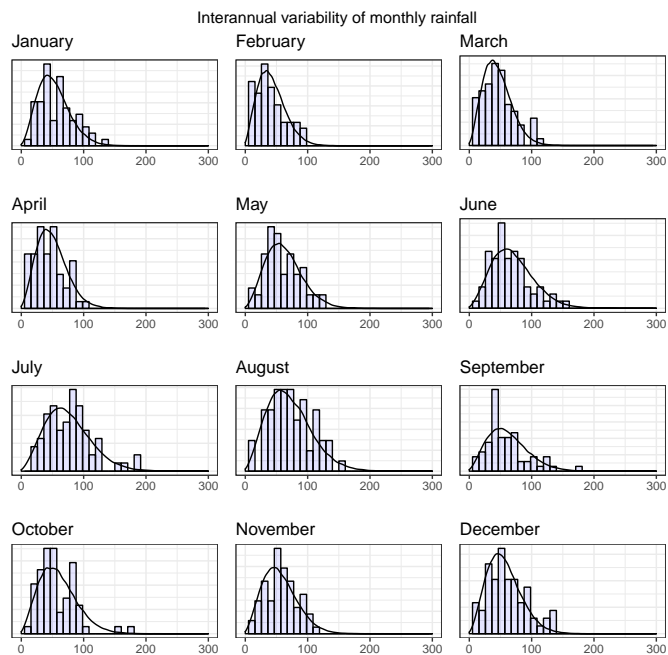 Interannual variability of monthly rainfall
January February March
0 100 200 300 0 100 200 300 0 100 200 300
April May June
0 100 200 300 0 100 200 300 0 100 200 300
July August September
0 100 200 300 0 100 200 300 0 100 200 300
October November December
0 100 200 300 0 100 200 300 0 100 200 300